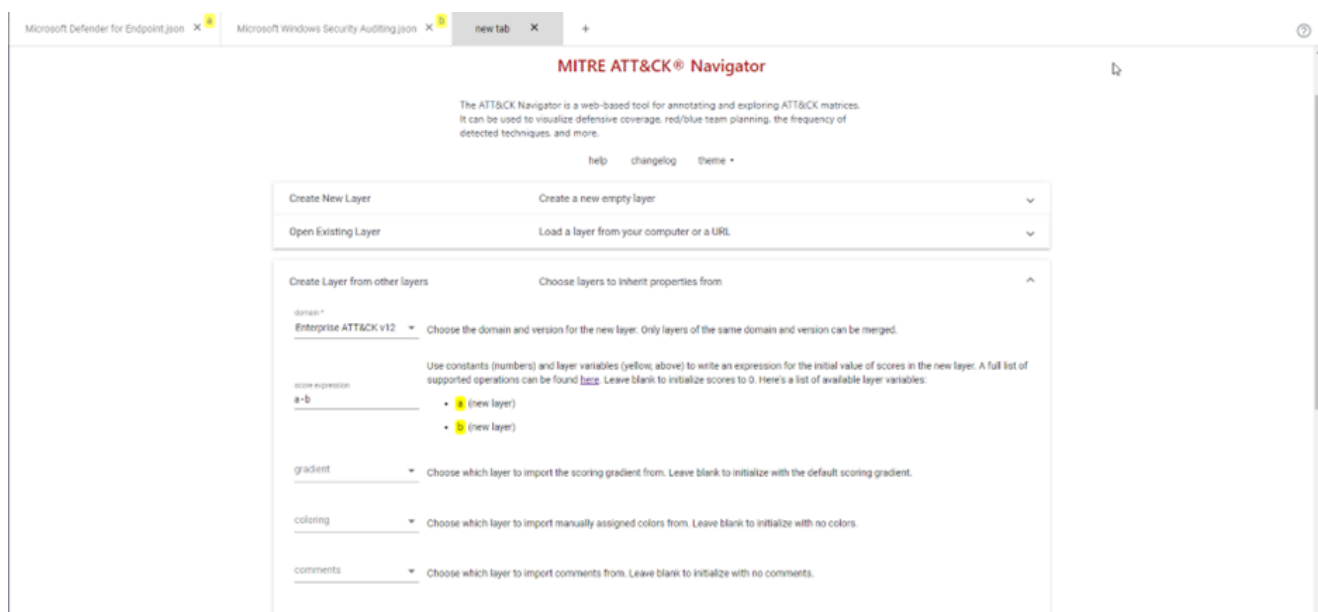 Microsoft Defender for Endpoint.json × a Microsoft Windows Security Auditing.json × b new tab × +
MITRE ATT&CK® Navigator
The ATT&CK Navigator is a web-based tool for annotating and exploring ATT&CK matrices.
It can be used to visualize defensive coverage, red/blue team planning, the frequency of
detected techniques, and more.
help changelog theme
Create New Layer Create a new empty layer
Open Existing Layer Load a layer from your computer or a URL
Create Layer from other layers Choose layers to inherit properties from
domain *
Enterprise ATT&CK v12 Choose the domain and version for the new layer. Only layers of the same domain and version can be merged.
Use constants (numbers) and layer variables (yellow, above) to write an expression for the initial value of scores in the new layer. A full list of
supported operations can be found here. Leave blank to initialize scores to 0. Here's a list of available layer variables:
score expression
a-b
• a (new layer)
• b (new layer)
gradient Choose which layer to import the scoring gradient from. Leave blank to initialize with the default scoring gradient.
coloring Choose which layer to import manually assigned colors from. Leave blank to initialize with no colors.
comments Choose which layer to import comments from. Leave blank to initialize with no comments.